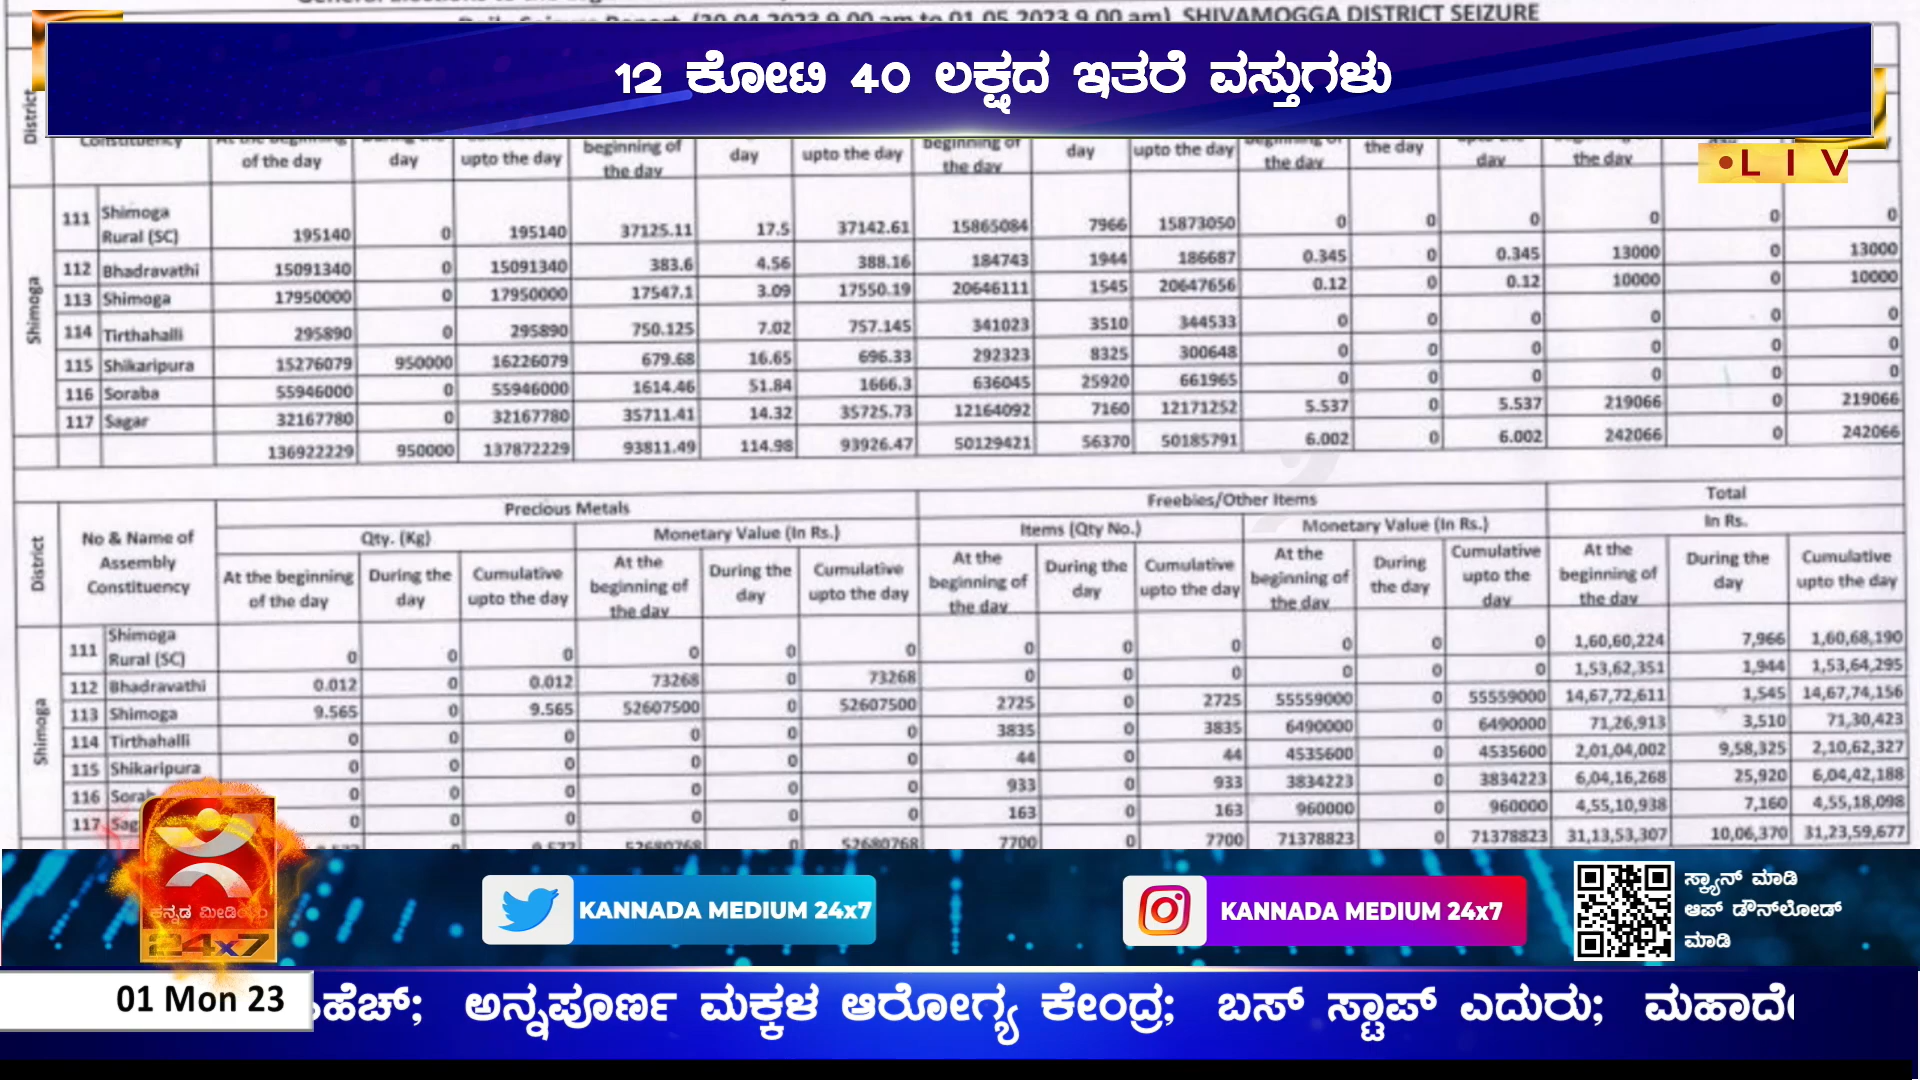 Daily Seizure Report (30.04.2023 9.00 am to 01.05.2023 9.00 am) SHIVAMOGGA DISTRICT SEIZURE
12 ಕೋಟಿ 40 ಲಕ್ಷದ ಇತರೆ ವಸ್ತುಗಳು
LIV
District Constituency of the day day upto the day beginning of the day day upto the day beginning of the day day upto the day the day the day day the day
Shimoga
111 Shimoga Rural (SC) 195140 0 195140 37125.11 17.5 37142.61 15865084 7966 15873050 0 0 0 0 0 0
112 Bhadravathi 15091340 0 15091340 383.6 4.56 388.16 184743 1944 186687 0.345 0 0.345 13000 0 13000
113 Shimoga 17950000 0 17950000 17547.1 3.09 17550.19 20646111 1545 20647656 0.12 0 0.12 10000 0 10000
114 Tirthahalli 295890 0 295890 750.125 7.02 757.145 341023 3510 344533 0 0 0 0 0 0
115 Shikaripura 15276079 950000 16226079 679.68 16.65 696.33 292323 8325 300648 0 0 0 0 0 0
116 Soraba 55946000 0 55946000 1614.46 51.84 1666.3 636045 25920 661965 0 0 0 0 0 0
117 Sagar 32167780 0 32167780 35711.41 14.32 35725.73 12164092 7160 12171252 5.537 0 5.537 219066 0 219066
136922229 950000 137872229 93811.49 114.98 93926.47 50129421 56370 50185791 6.002 0 6.002 242066 0 242066
District No & Name of Assembly Constituency Precious Metals Freebies/Other Items Total
Qty. (Kg) Monetary Value (In Rs.) Items (Qty No.) Monetary Value (In Rs.) In Rs.
At the beginning of the day During the day Cumulative upto the day At the beginning of the day During the day Cumulative upto the day At the beginning of the day During the day Cumulative upto the day At the beginning of the day During the day Cumulative upto the day At the beginning of the day During the day Cumulative upto the day
Shimoga
111 Shimoga Rural (SC) 0 0 0 0 0 0 0 0 0 0 0 0 1,60,60,224 7,966 1,60,68,190
112 Bhadravathi 0.012 0 0.012 73268 0 73268 0 0 0 0 0 0 1,53,62,351 1,944 1,53,64,295
113 Shimoga 9.565 0 9.565 52607500 0 52607500 2725 0 2725 55559000 0 55559000 14,67,72,611 1,545 14,67,74,156
114 Tirthahalli 0 0 0 0 0 0 3835 0 3835 6490000 0 6490000 71,26,913 3,510 71,30,423
115 Shikaripura 0 0 0 0 0 0 44 0 44 4535600 0 4535600 2,01,04,002 9,58,325 2,10,62,327
116 Sorab 0 0 0 0 0 0 933 0 933 3834223 0 3834223 6,04,16,268 25,920 6,04,42,188
117 Sag 0 0 0 0 0 0 163 0 163 960000 0 960000 4,55,10,938 7,160 4,55,18,098
9.577 52680768 0 52680768 7700 0 7700 71378823 0 71378823 31,13,53,307 10,06,370 31,23,59,677
ಕನ್ನಡ ಮೀಡಿಯಂ
24x7
KANNADA MEDIUM 24x7
KANNADA MEDIUM 24x7
ಸ್ಕ್ಯಾನ್ ಮಾಡಿ
ಆಪ್ ಡೌನ್‌ಲೋಡ್
ಮಾಡಿ
01 Mon 23
ಹೆಚ್; ಅನ್ನಪೂರ್ಣ ಮಕ್ಕಳ ಆರೋಗ್ಯ ಕೇಂದ್ರ; ಬಸ್ ಸ್ಟಾಪ್ ಎದುರು; ಮಹಾದೇ